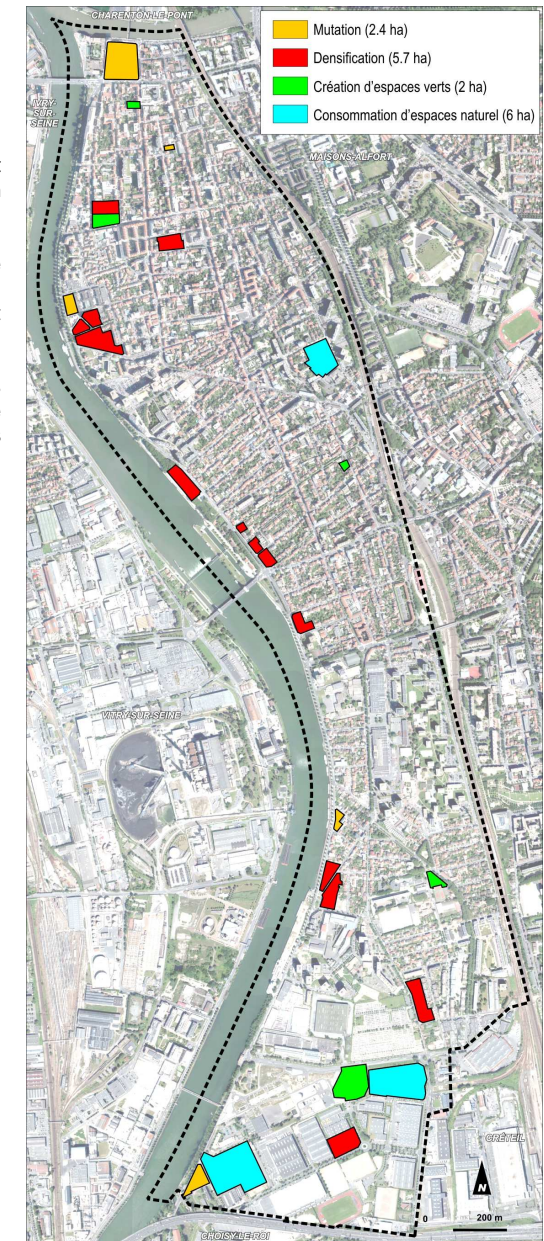 CHARENTON-LE-PONT
Mutation (2.4 ha)
Densification (5.7 ha)
Création d'espaces verts (2 ha)
Consommation d'espaces naturel (6 ha)
IVRY-
SUR-
SEINE
MAISONS-ALFORT
VITRY-SUR-SEINE
CRÉTEIL
N
0 200 m
CHOISY-LE-ROI